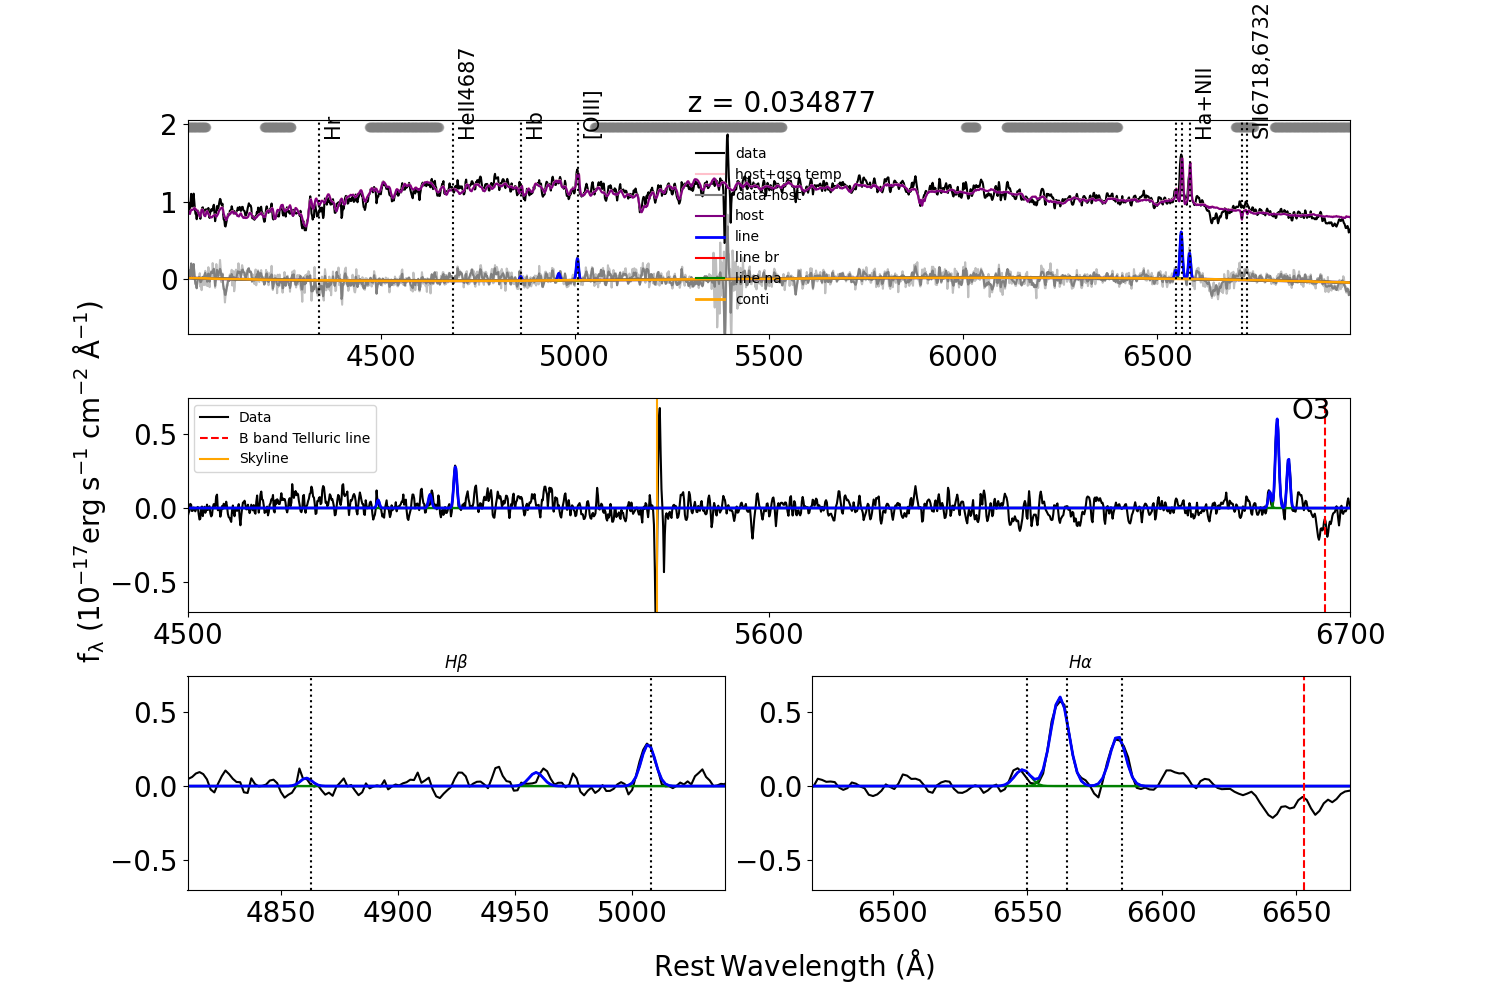 Hr
HeII4687
Hb
[OIII]
Ha+NII
SII6718,6732
z = 0.034877
2
1
0
data
host+qso temp
data-host
host
line
line br
line na
conti
4500
5000
5500
6000
6500
f_λ (10⁻¹⁷erg s⁻¹ cm⁻² Å⁻¹)
Data
B band Telluric line
Skyline
O3
0.5
0.0
−0.5
4500
5600
6700
Hβ
0.5
0.0
−0.5
4850
4900
4950
5000
Hα
0.5
0.0
−0.5
6500
6550
6600
6650
Rest Wavelength (Å)